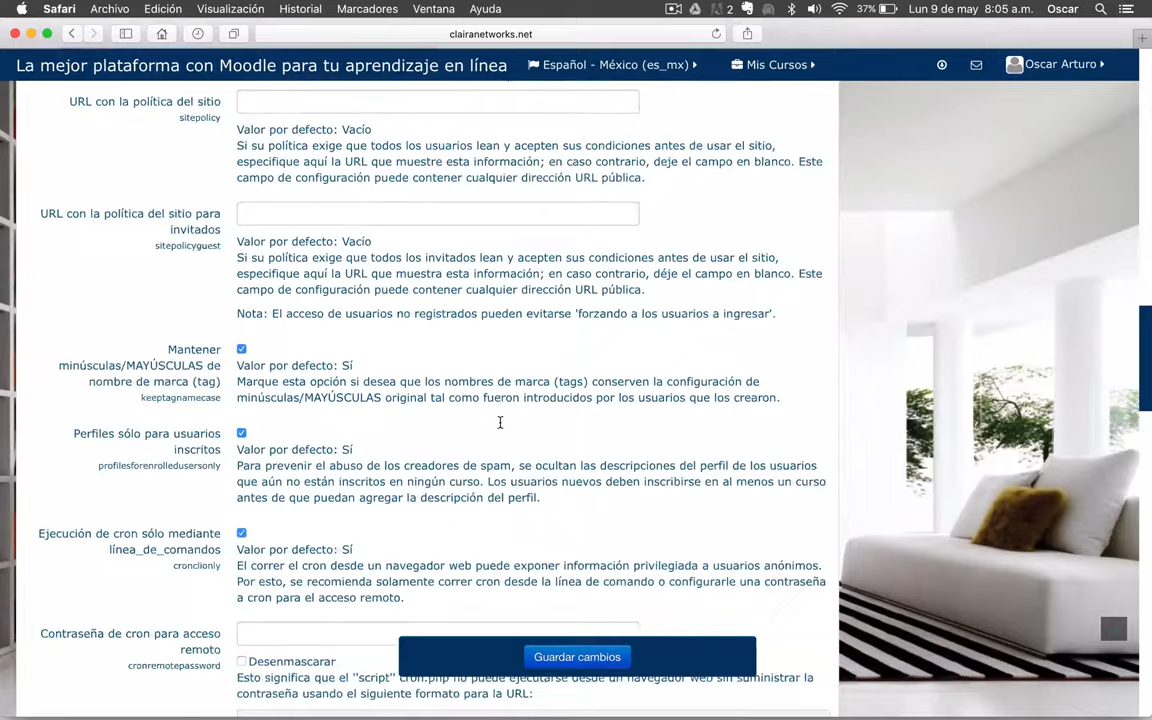 Safari Archivo Edición Visualización Historial Marcadores Ventana Ayuda 2 37% Lun 9 de may 8:05 a.m. Oscar
clairanetworks.net
La mejor plataforma con Moodle para tu aprendizaje en línea Español - México (es_mx) Mis Cursos Oscar Arturo
URL con la política del sitio
sitepolicy
Valor por defecto: Vacío
Si su política exige que todos los usuarios lean y acepten sus condiciones antes de usar el sitio,
especifique aquí la URL que muestre esta información; en caso contrario, deje el campo en blanco. Este
campo de configuración puede contener cualquier dirección URL pública.
URL con la política del sitio para
invitados
sitepolicyguest
Valor por defecto: Vacío
Si su política exige que todos los invitados lean y acepten sus condiciones antes de usar el sitio,
especifique aquí la URL que muestra esta información; en caso contrario, déje el campo en blanco. Este
campo de configuración puede contener cualquier dirección URL pública.
Nota: El acceso de usuarios no registrados pueden evitarse 'forzando a los usuarios a ingresar'.
Mantener
minúsculas/MAYÚSCULAS de
nombre de marca (tag)
keeptagnamecase
Valor por defecto: Sí
Marque esta opción si desea que los nombres de marca (tags) conserven la configuración de
minúsculas/MAYÚSCULAS original tal como fueron introducidos por los usuarios que los crearon.
Perfiles sólo para usuarios
inscritos
profilesforenrolledusersonly
Valor por defecto: Sí
Para prevenir el abuso de los creadores de spam, se ocultan las descripciones del perfil de los usuarios
que aún no están inscritos en ningún curso. Los usuarios nuevos deben inscribirse en al menos un curso
antes de que puedan agregar la descripción del perfil.
Ejecución de cron sólo mediante
línea_de_comandos
cronclionly
Valor por defecto: Sí
El correr el cron desde un navegador web puede exponer información privilegiada a usuarios anónimos.
Por esto, se recomienda solamente correr cron desde la línea de comando o configurarle una contraseña
a cron para el acceso remoto.
Contraseña de cron para acceso
remoto
cronremotepassword
Desenmascarar
Guardar cambios
Esto significa que el "script" cron.php no puede ejecutarse desde un navegador web sin suministrar la
contraseña usando el siguiente formato para la URL: